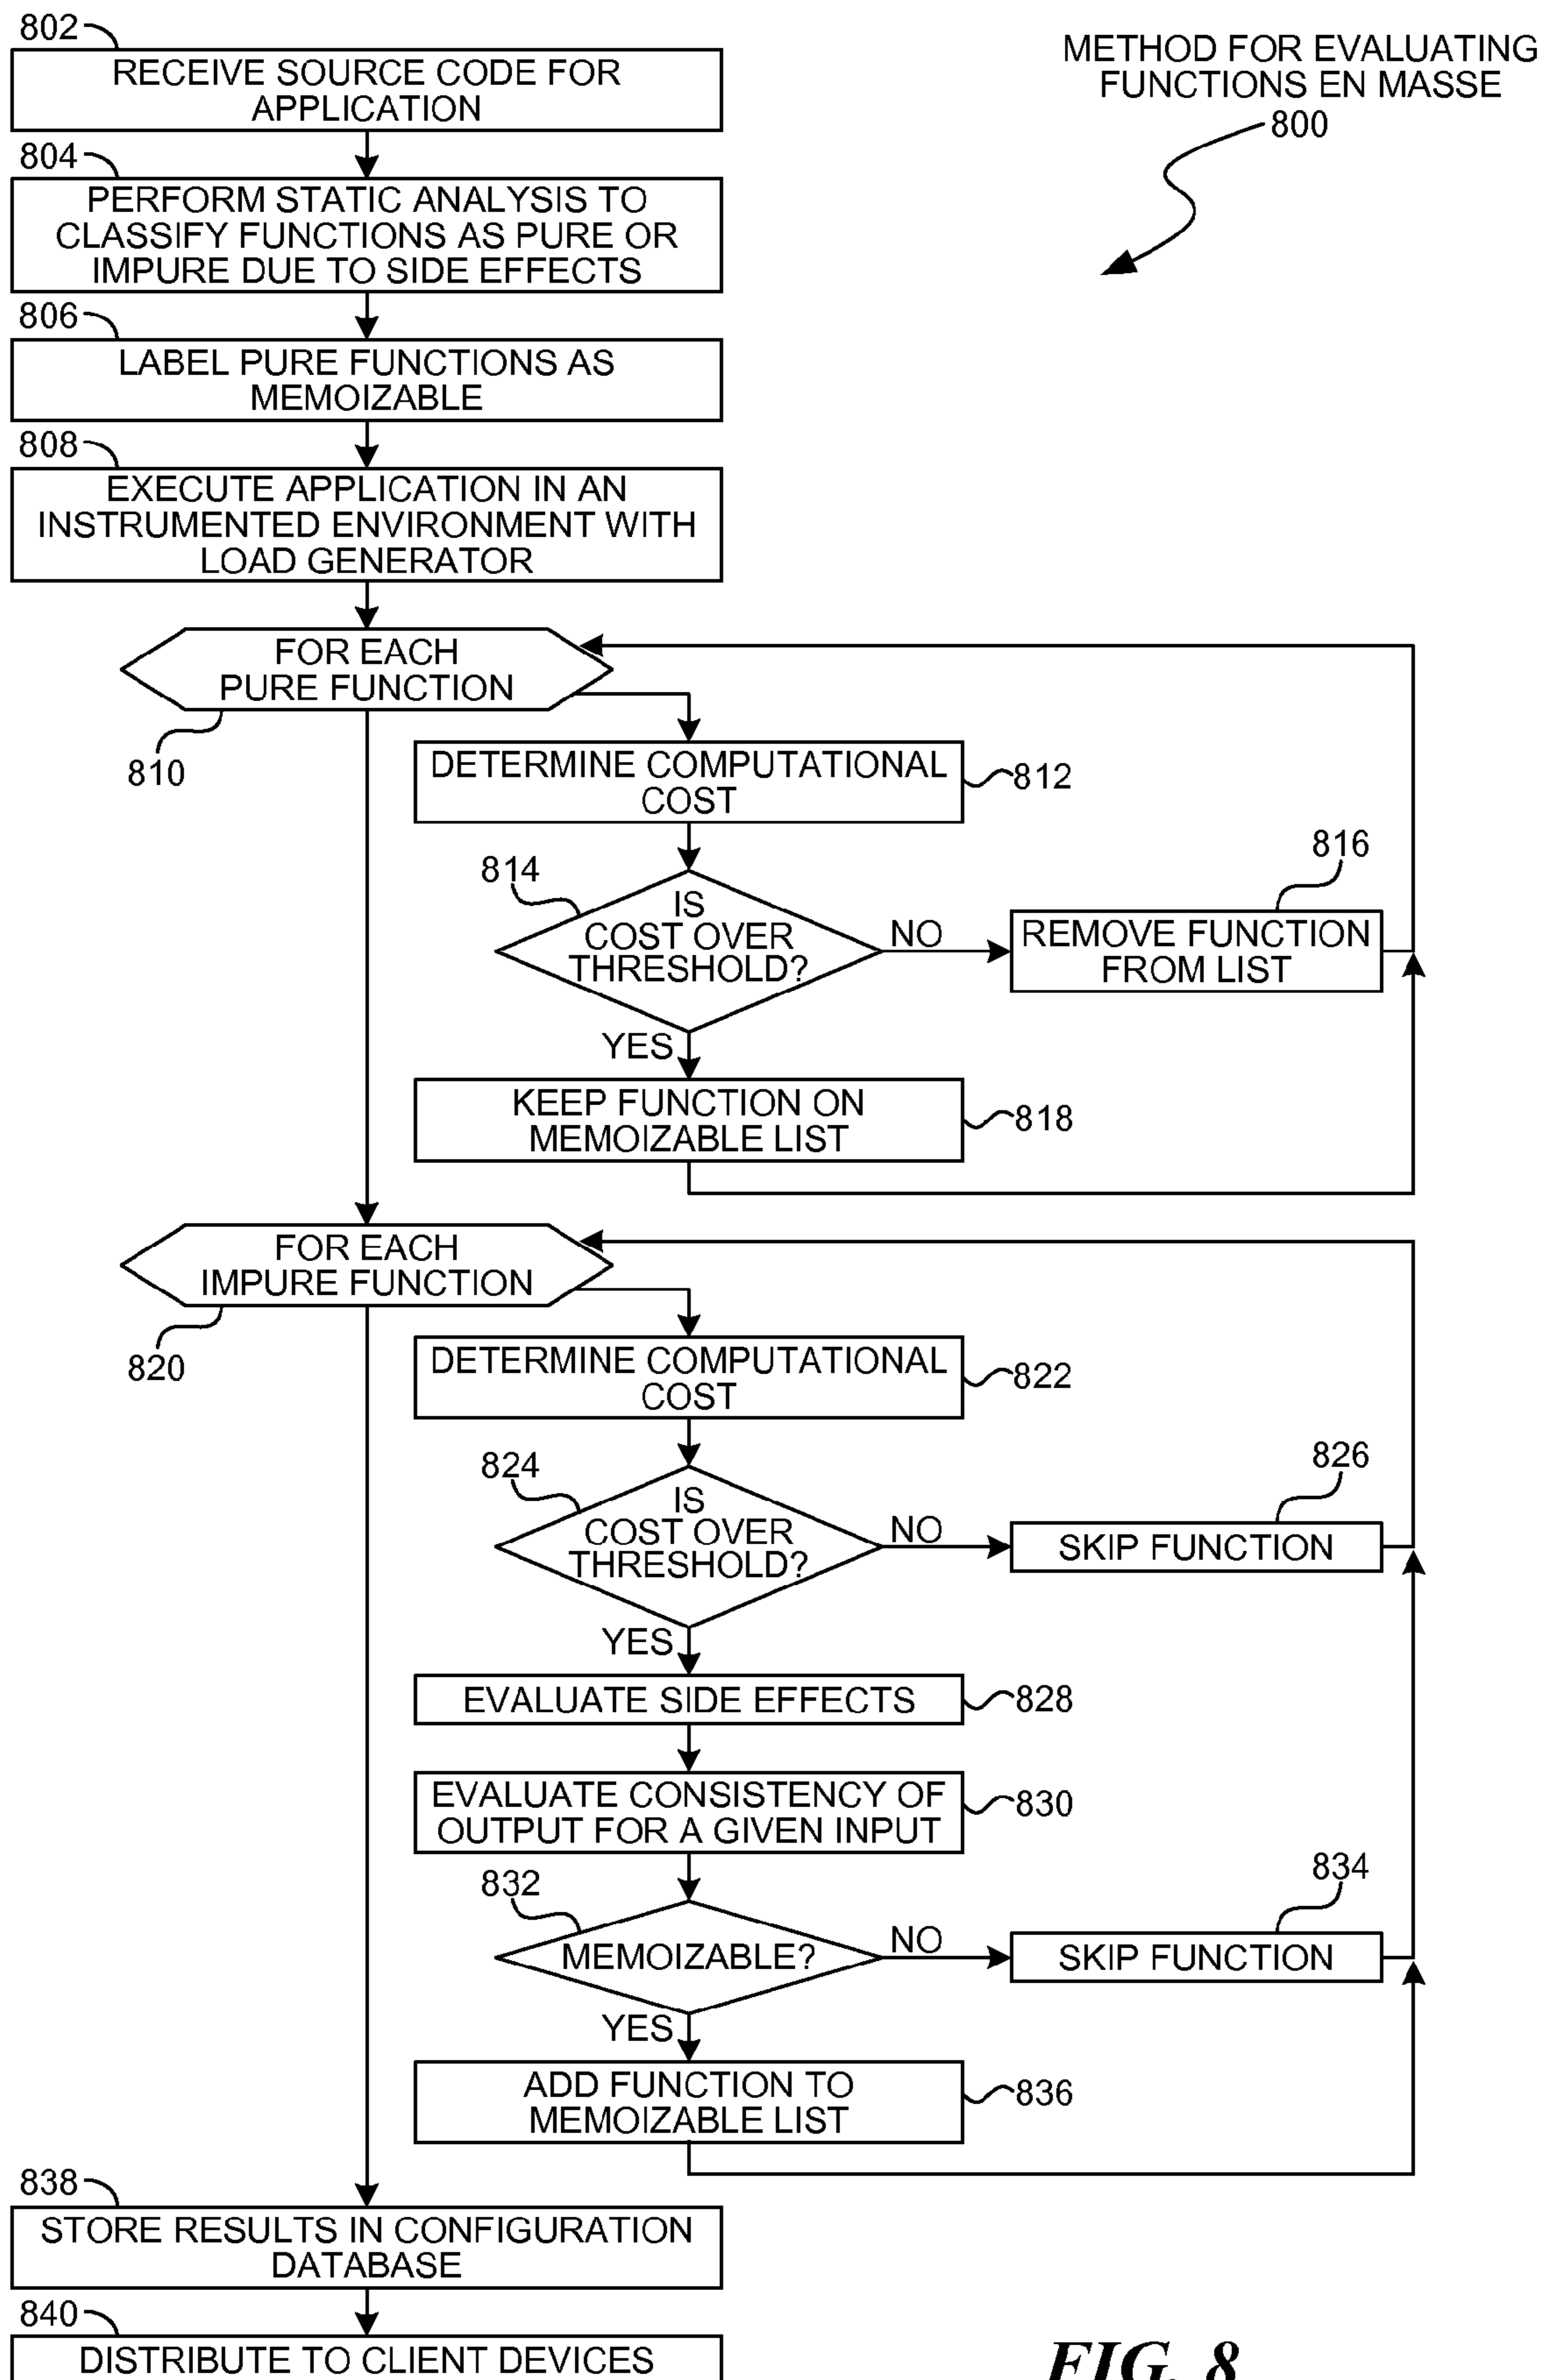 802
RECEIVE SOURCE CODE FOR
APPLICATION
METHOD FOR EVALUATING
FUNCTIONS EN MASSE
800
804
PERFORM STATIC ANALYSIS TO
CLASSIFY FUNCTIONS AS PURE OR
IMPURE DUE TO SIDE EFFECTS
806
LABEL PURE FUNCTIONS AS
MEMOIZABLE
808
EXECUTE APPLICATION IN AN
INSTRUMENTED ENVIRONMENT WITH
LOAD GENERATOR
FOR EACH
PURE FUNCTION
810
DETERMINE COMPUTATIONAL
COST
812
814
IS
COST OVER
THRESHOLD?
NO
816
REMOVE FUNCTION
FROM LIST
YES
KEEP FUNCTION ON
MEMOIZABLE LIST
818
FOR EACH
IMPURE FUNCTION
820
DETERMINE COMPUTATIONAL
COST
822
824
IS
COST OVER
THRESHOLD?
NO
826
SKIP FUNCTION
YES
EVALUATE SIDE EFFECTS
828
EVALUATE CONSISTENCY OF
OUTPUT FOR A GIVEN INPUT
830
832
MEMOIZABLE?
NO
834
SKIP FUNCTION
YES
ADD FUNCTION TO
MEMOIZABLE LIST
836
838
STORE RESULTS IN CONFIGURATION
DATABASE
840
DISTRIBUTE TO CLIENT DEVICES
FIG. 8